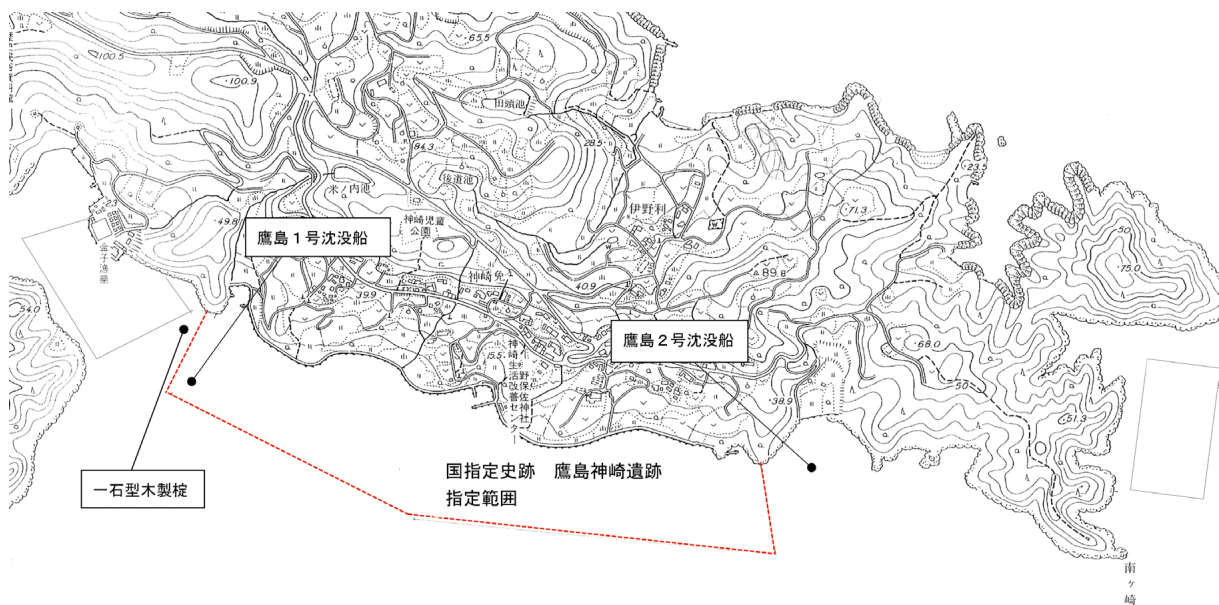 65.5
100.5
100.9
田頭池
28.5
84.3
後道池
米ノ内池
23.5
伊野利
71.3
23
49.8
神崎児童
公園
鷹島1号沈没船
50
金子漁業
神崎免
75.0
89.8
40.9
39.9
54.0
鷹島2号沈没船
68.0
神崎生活改善センター
野保佐神社
50
38.9
51.3
国指定史跡 鷹島神崎遺跡
指定範囲
一石型木製椗
南ヶ崎